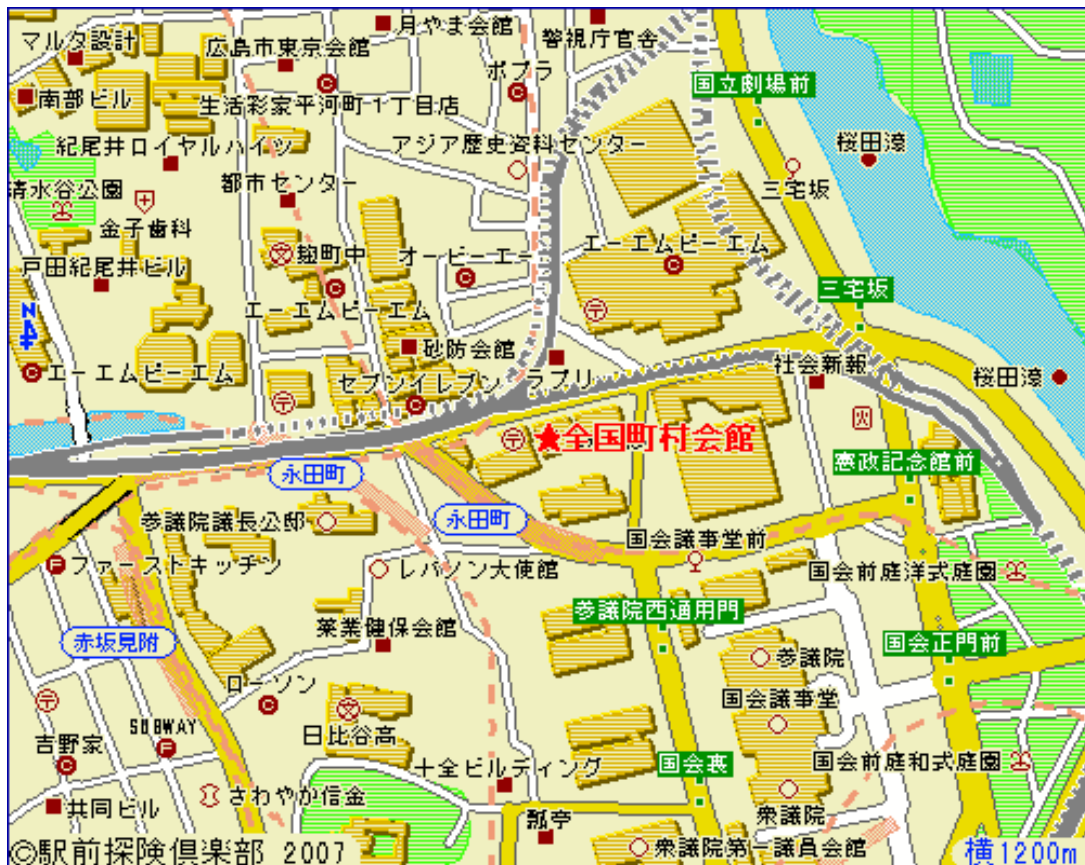 月やま会館
警視庁官舎
マルタ設計
広島市東京会館
ポプラ
国立劇場前
南部ビル
生活彩家平河町1丁目店
紀尾井ロイヤルハイツ
アジア歴史資料センター
桜田濠
清水谷公園
都市センター
三宅坂
金子歯科
戸田紀尾井ビル
麹町中
オービーエー
エーエムピーエム
三宅坂
N
エーエムピーエム
砂防会館
エーエムピーエム
セブンイレブン
ラブリ
社会新報
桜田濠
★全国町村会館
憲政記念館前
永田町
参議院議長公邸
永田町
国会議事堂前
ファーストキッチン
レバノン大使館
国会前庭洋式庭園
薬業健保会館
参議院西通用門
赤坂見附
国会正門前
参議院
ローソン
国会議事堂
SUBWAY
日比谷高
吉野家
十全ビルディング
国会裏
国会前庭和式庭園
共同ビル
さわやか信金
衆議院
瓢亭
©駅前探険倶楽部 2007
衆議院第一議員会館
横1200m